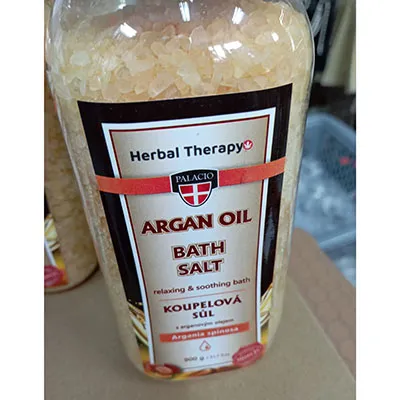 Herbal Therapy
PALACIO
ARGAN OIL
BATH
SALT
relaxing & soothing bath
KOUPELOVÁ
SŮL
s arganovým olejem
Argania spinosa
900 g